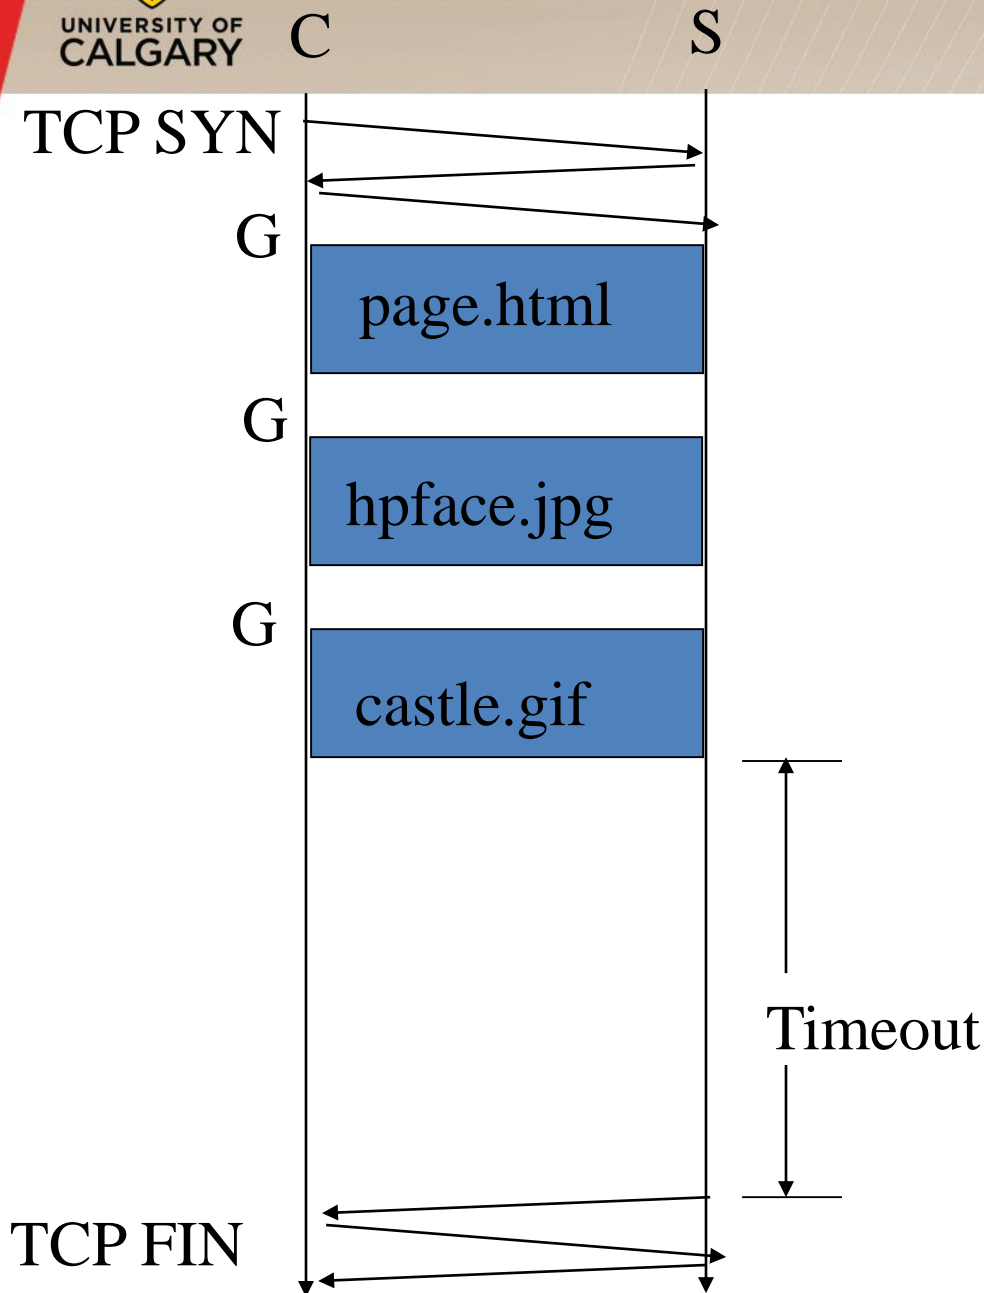 UNIVERSITY OF
CALGARY
C
S
TCP SYN
G
page.html
G
hpface.jpg
G
castle.gif
Timeout
TCP FIN